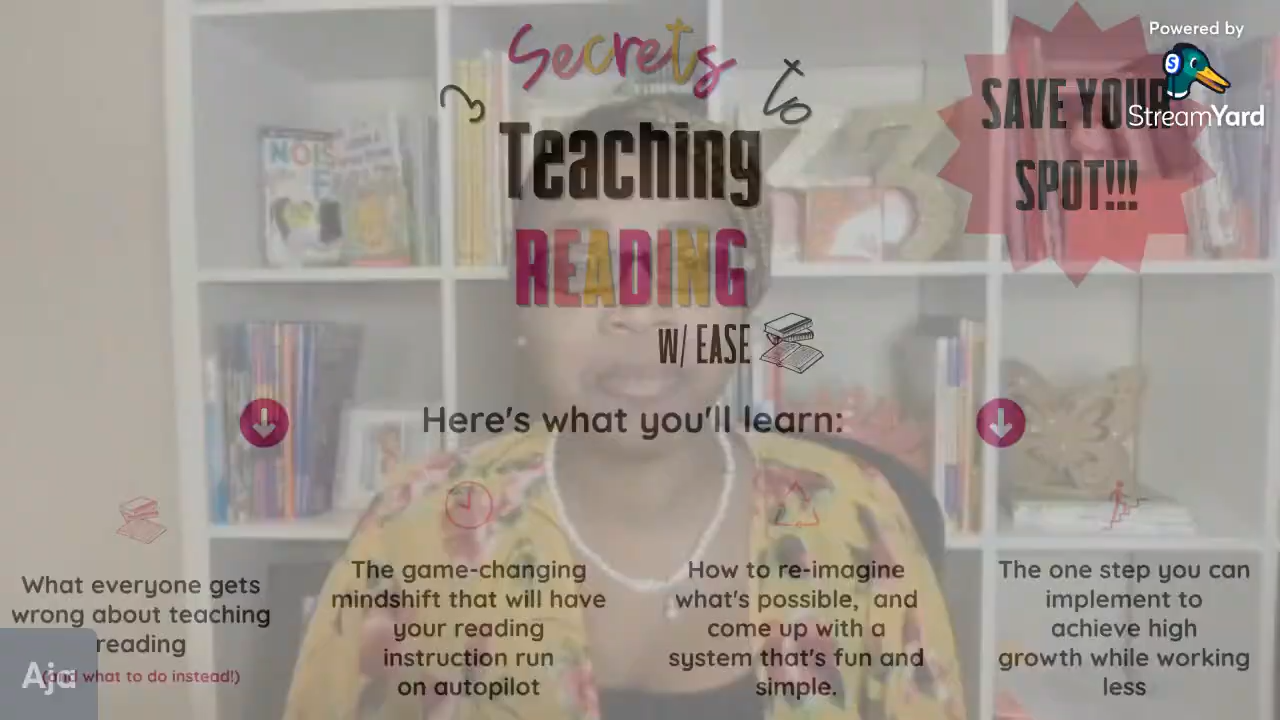 3 Secrets to
Teaching
READING
W/ EASE
SAVE YOUR
SPOT!!!
Powered by
StreamYard
Here's what you'll learn:
What everyone gets
wrong about teaching
reading
(and what to do instead!)
The game-changing
mindshift that will have
your reading
instruction run
on autopilot
How to re-imagine
what's possible, and
come up with a
system that's fun and
simple.
The one step you can
implement to
achieve high
growth while working
less
Aja